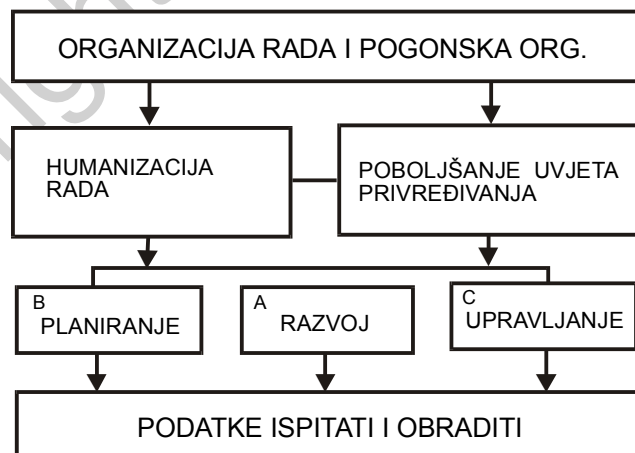 ORGANIZACIJA RADA I POGONSKA ORG.
HUMANIZACIJA
RADA
POBOLJŠANJE UVJETA
PRIVREĐIVANJA
B
PLANIRANJE
A
RAZVOJ
C
UPRAVLJANJE
PODATKE ISPITATI I OBRADITI